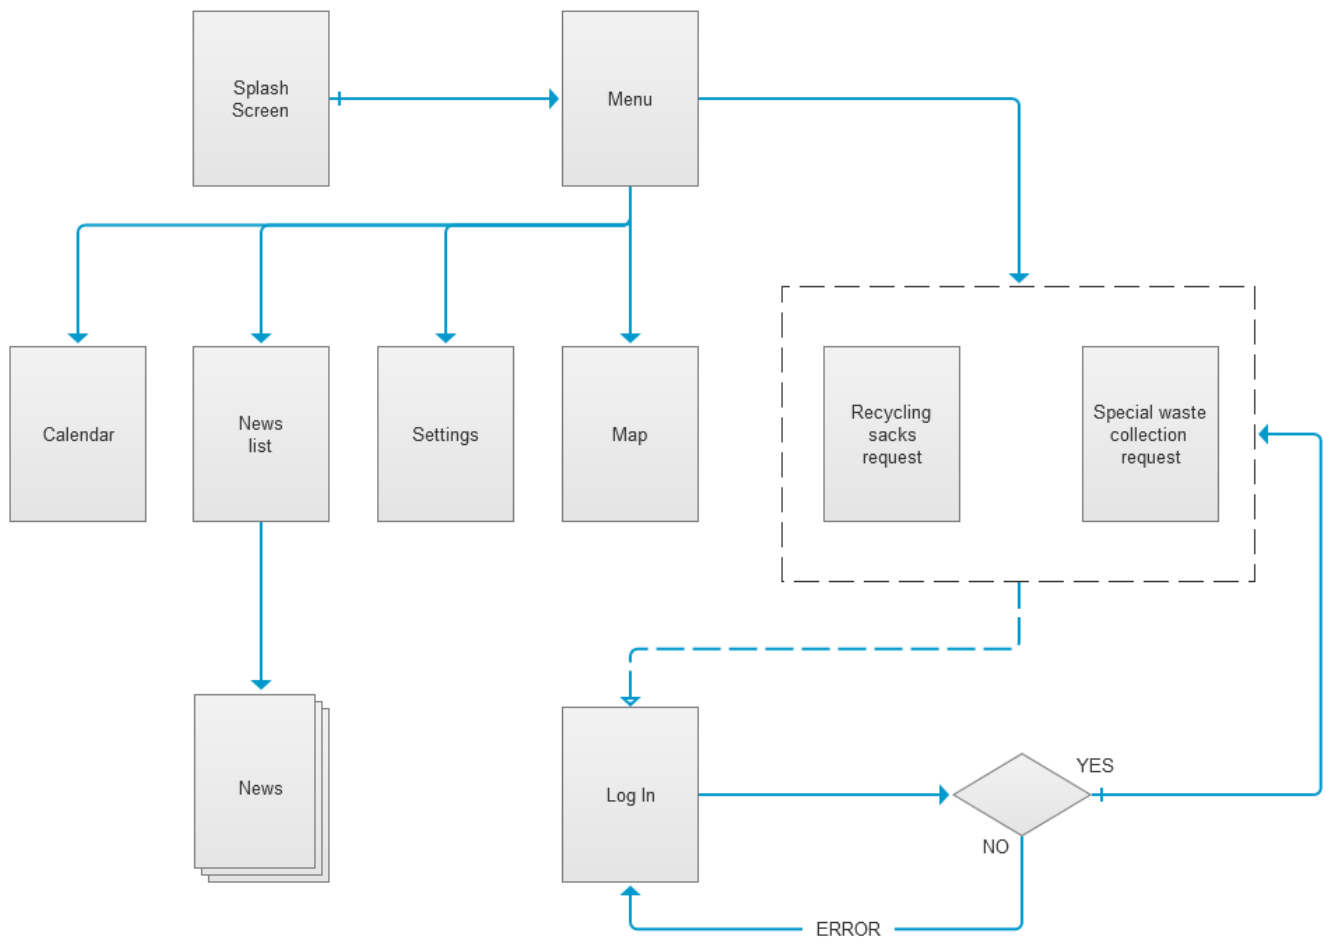 Splash
Screen
Menu
Calendar
News
list
Settings
Map
Recycling
sacks
request
Special waste
collection
request
News
Log In
YES
NO
ERROR